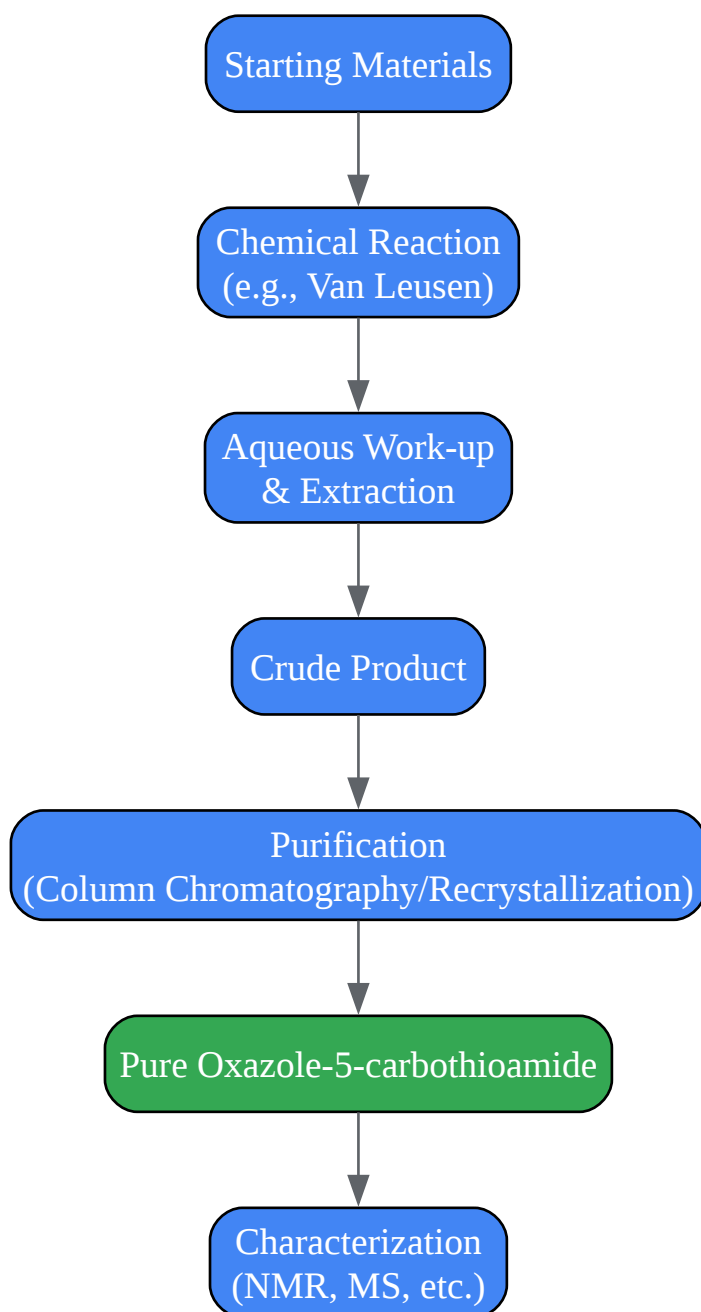 Starting Materials
Chemical Reaction
(e.g., Van Leusen)
Aqueous Work-up
& Extraction
Crude Product
Purification
(Column Chromatography/Recrystallization)
Pure Oxazole-5-carbothioamide
Characterization
(NMR, MS, etc.)